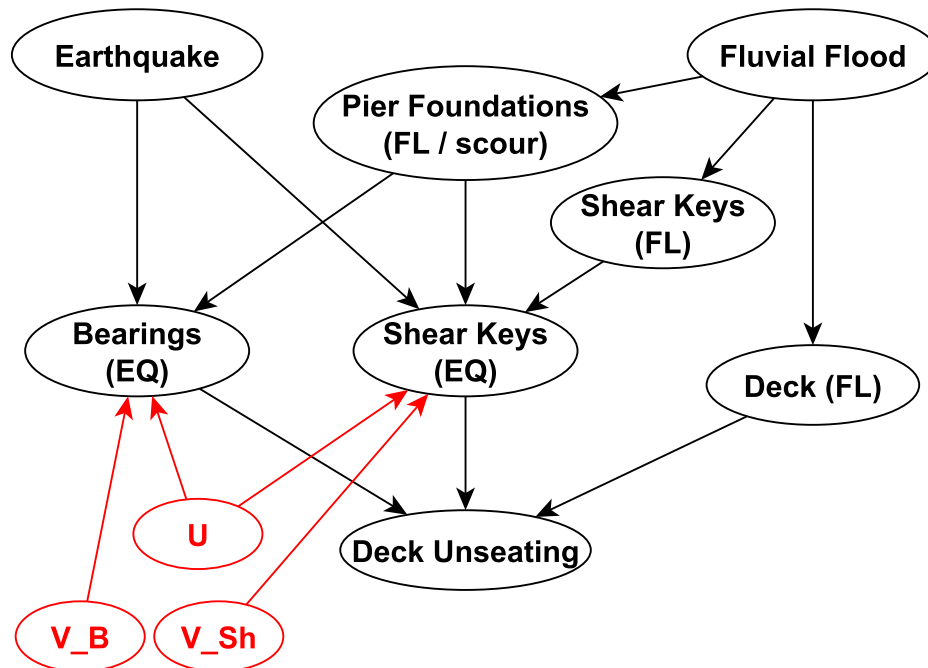 Earthquake
Fluvial Flood
Pier Foundations
(FL / scour)
Shear Keys
(FL)
Bearings
(EQ)
Shear Keys
(EQ)
Deck (FL)
U
Deck Unseating
V_B
V_Sh